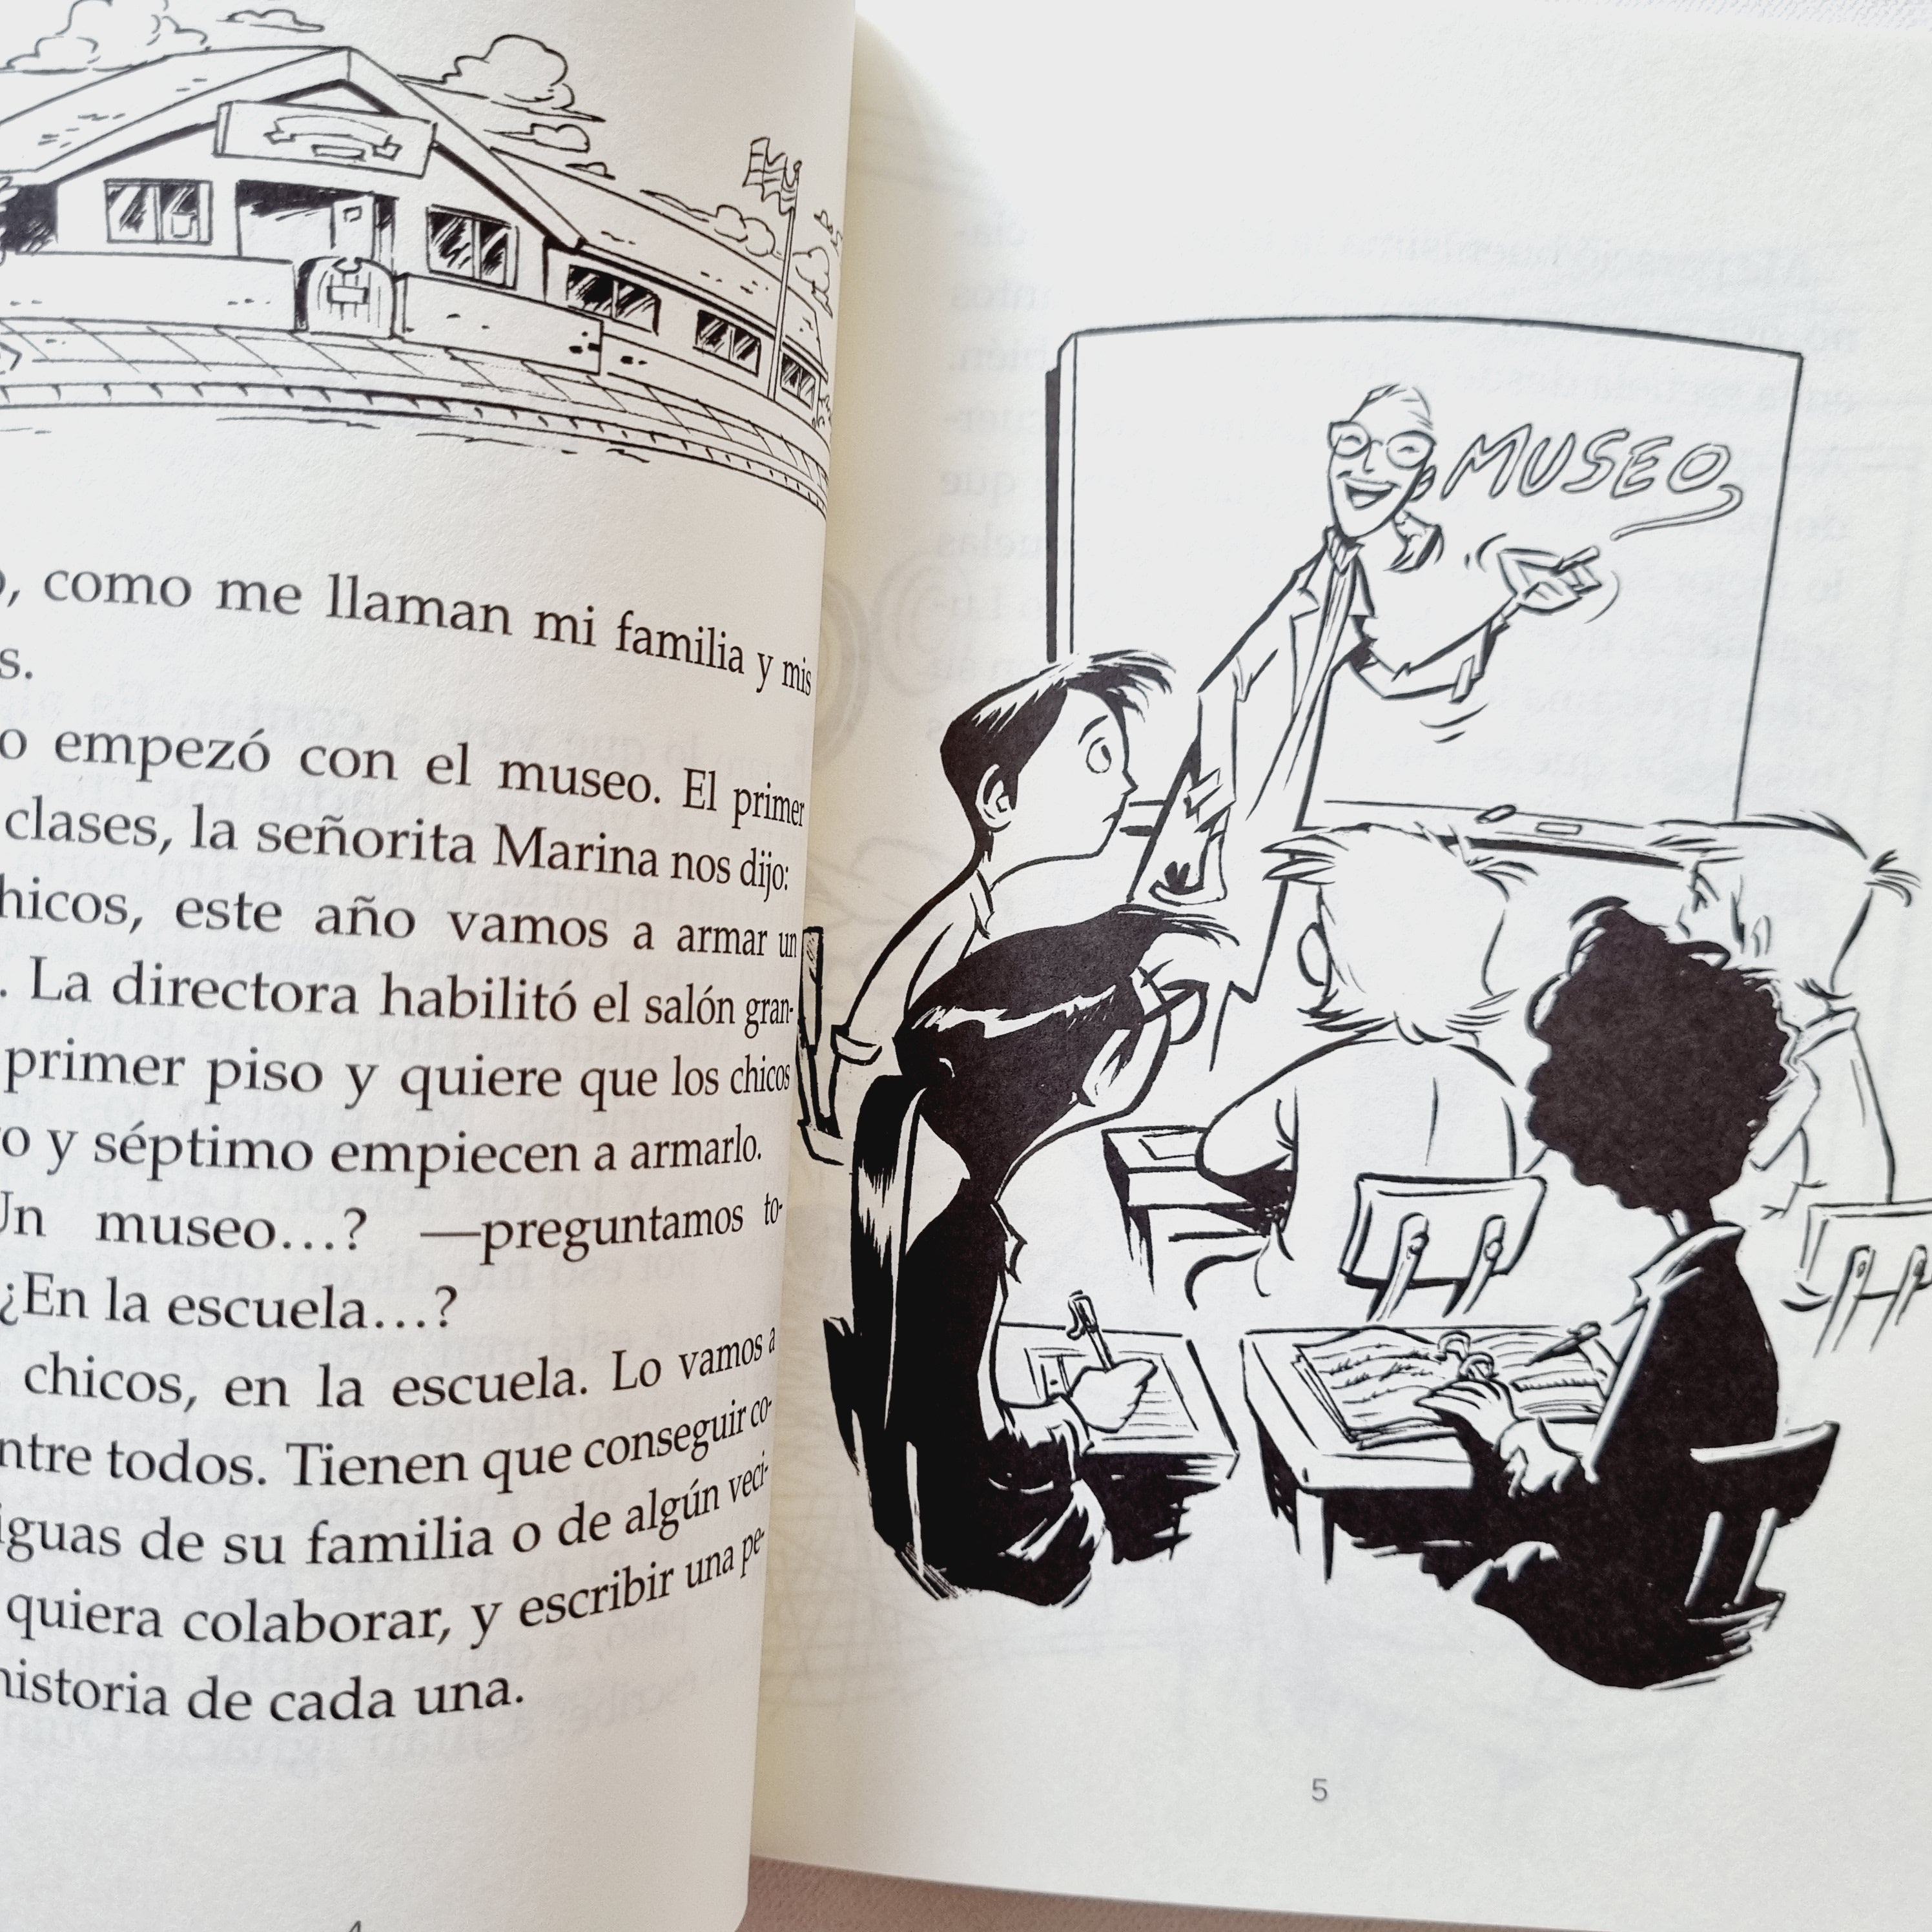 como me llaman mi familia y mis
s.
o empezó con el museo. El primer
clases, la señorita Marina nos dijo:
hicos, este año vamos a armar un
. La directora habilitó el salón gran-
primer piso y quiere que los chicos
o y séptimo empiecen a armarlo.
Un museo...? —preguntamos to-
¿En la escuela...?
chicos, en la escuela. Lo vamos a
ntre todos. Tienen que conseguir co-
iguas de su familia o de algún veci-
quiera colaborar, y escribir una pe-
historia de cada una.
4
MUSEO
5